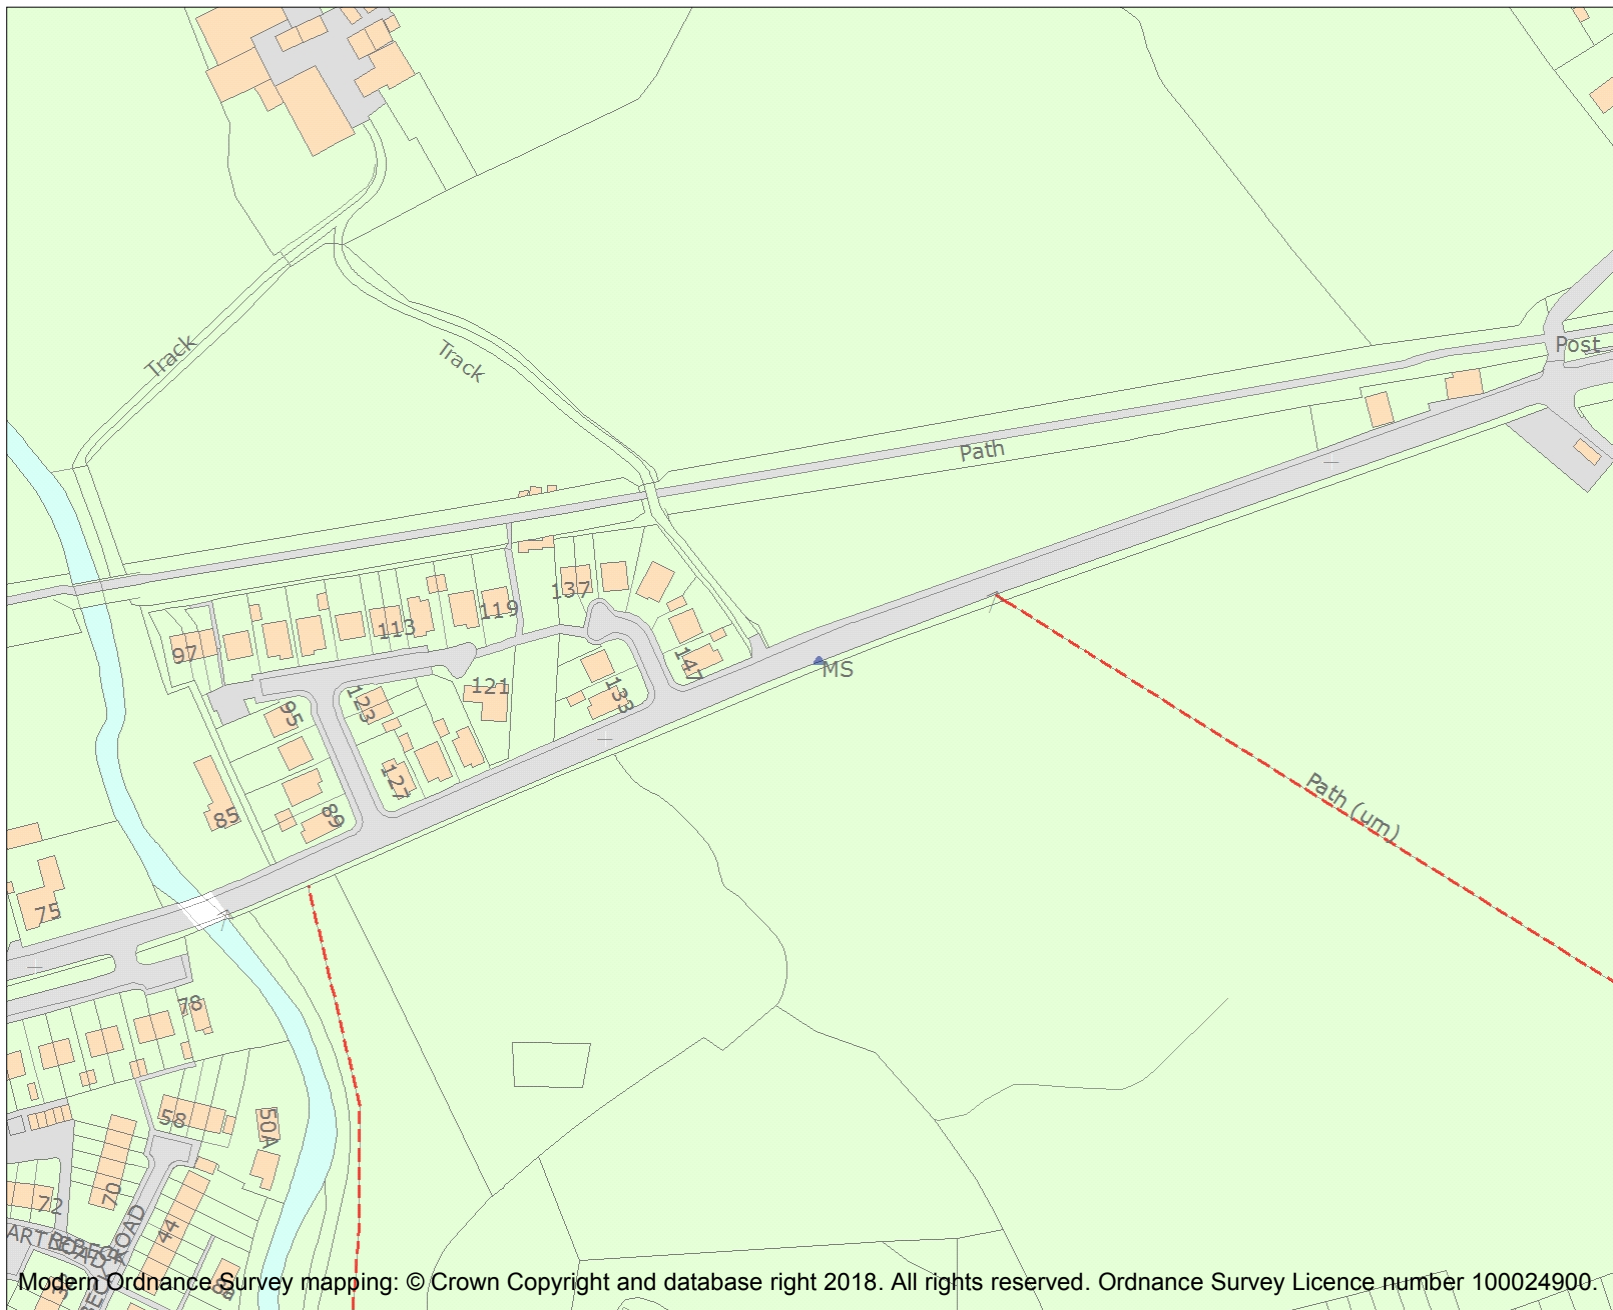 Track
Track
Post
Path
137
119
113
97
147
MS
121
123
133
95
127
Path (um)
89
85
75
78
58
50A
70
72
44
Modern Ordnance Survey mapping: © Crown Copyright and database right 2018. All rights reserved. Ordnance Survey Licence number 100024900.